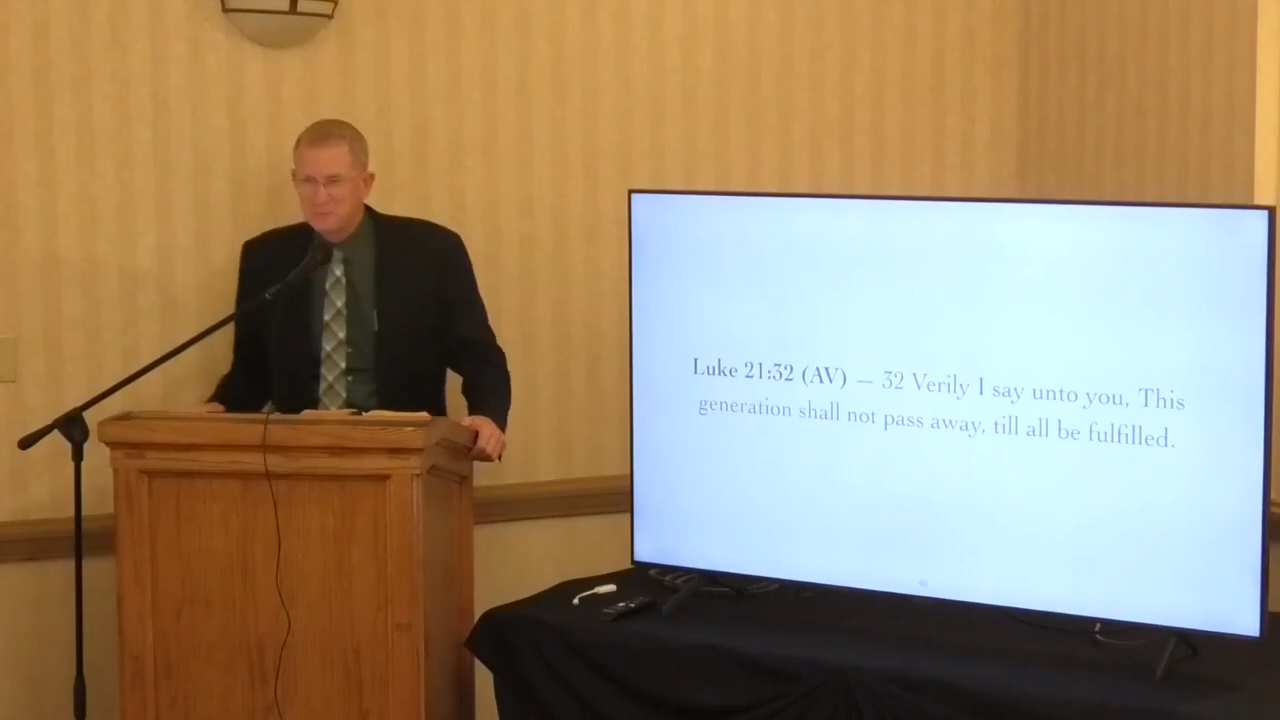 Luke 21:32 (AV) – 32 Verily I say unto you, This
generation shall not pass away, till all be fulfilled.